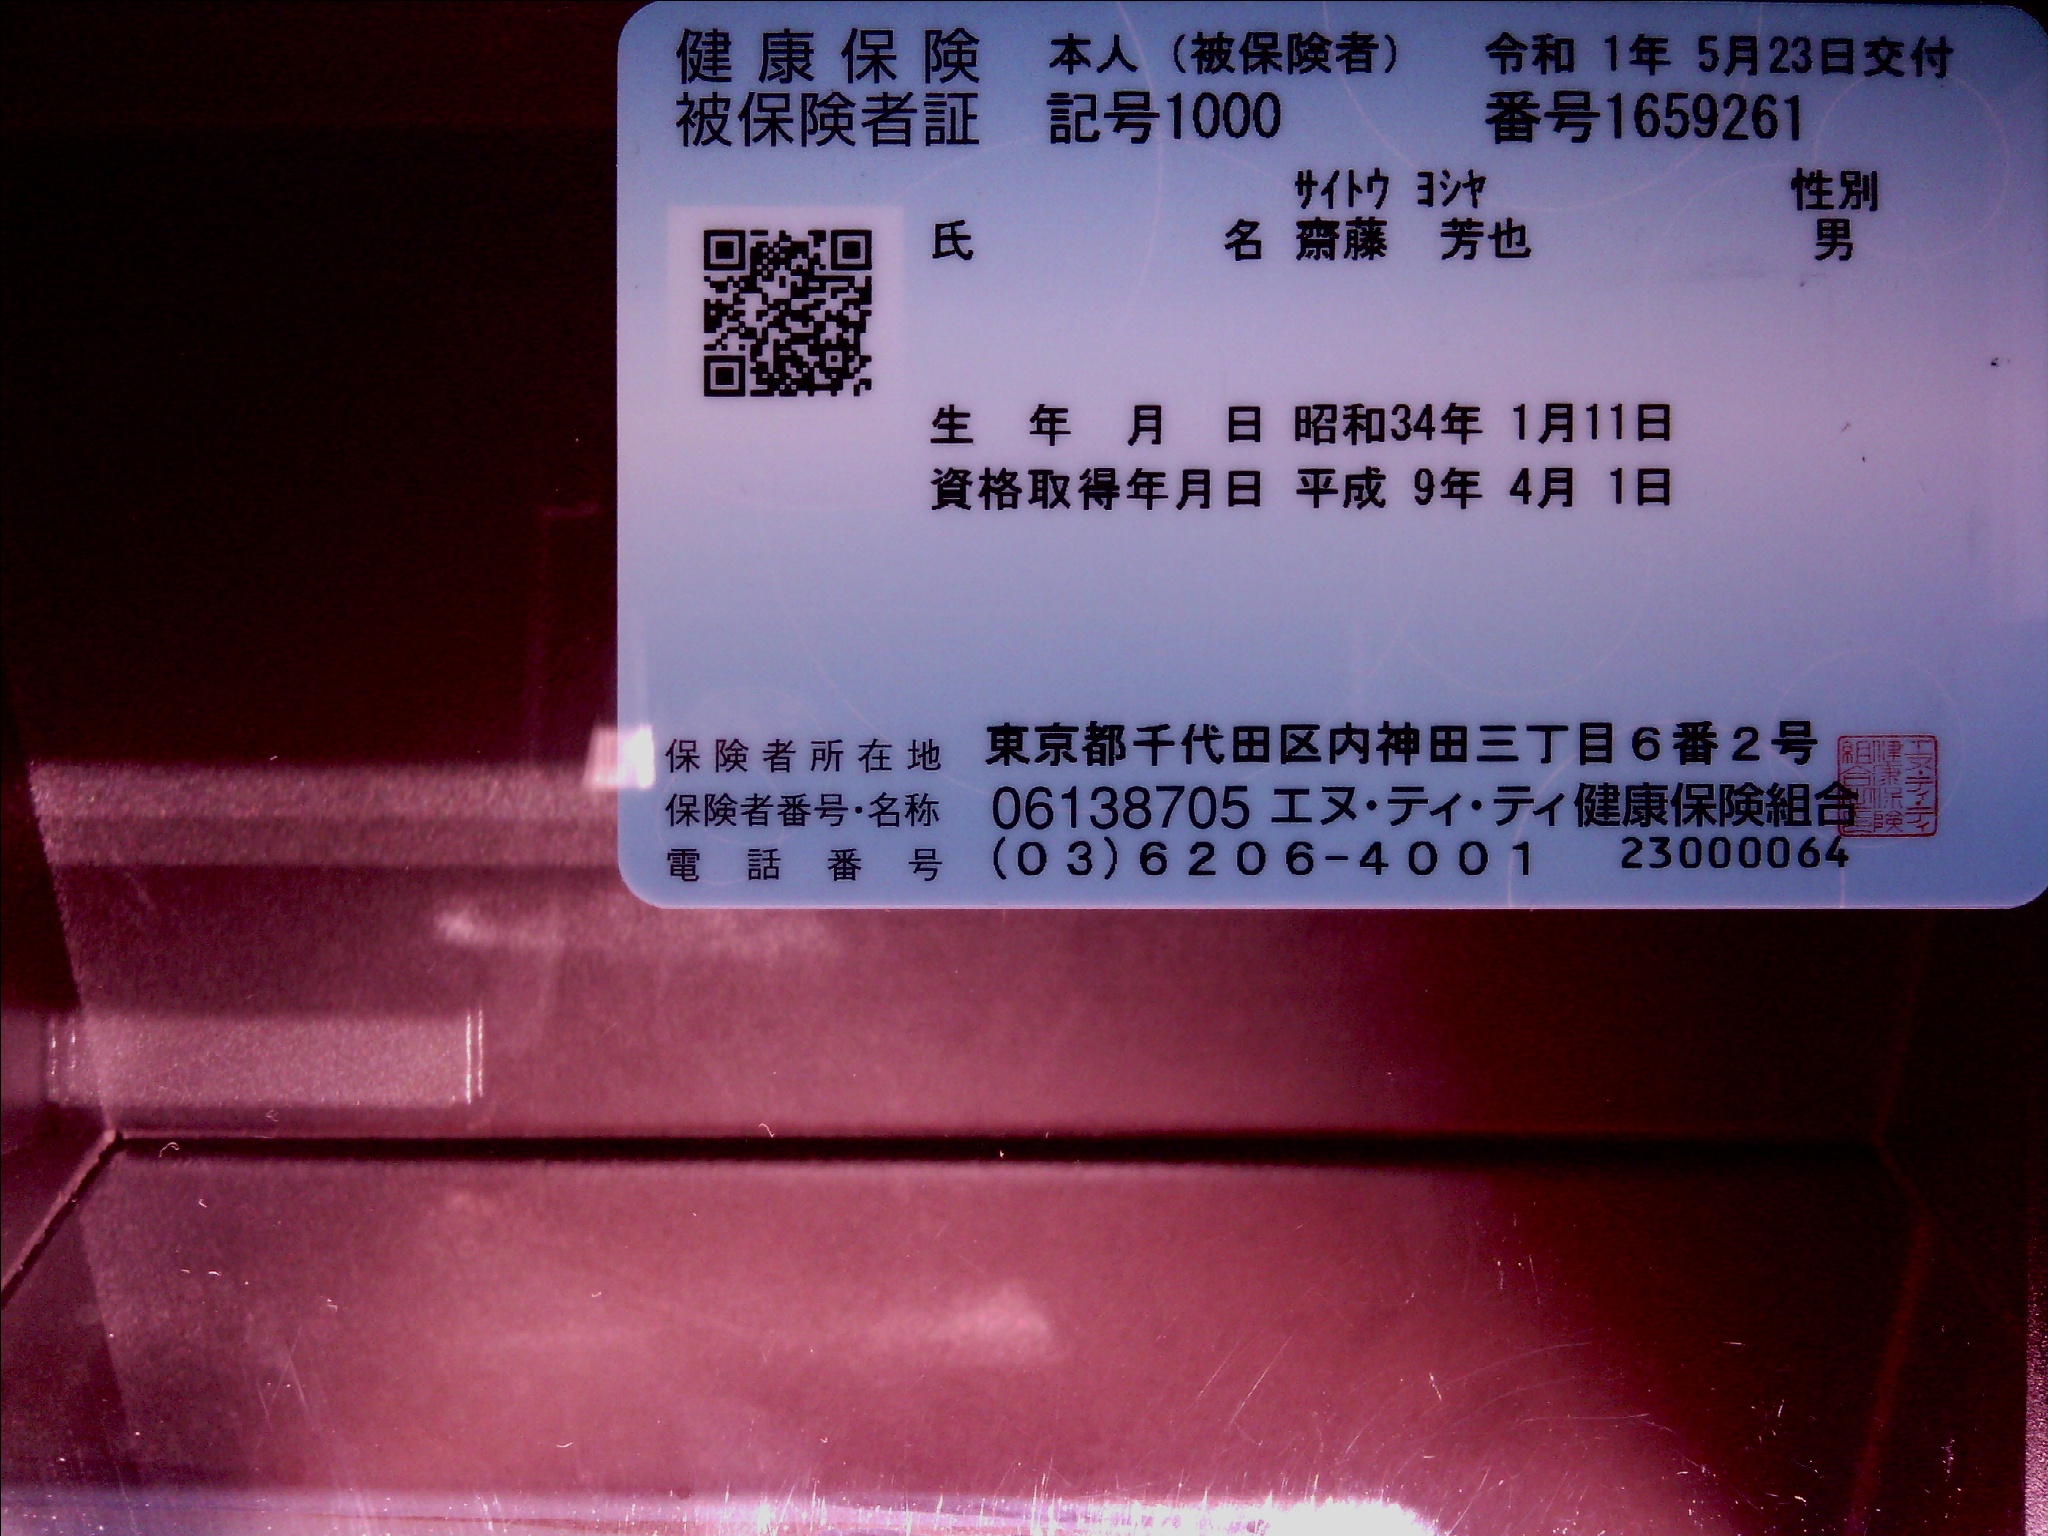 健康保険 本人（被保険者） 令和 1年 5月23日交付
被保険者証 記号1000 番号1659261
ｻｲﾄｳ ﾖｼﾔ 性別
氏 名 齋藤 芳也 男
生 年 月 日 昭和34年 1月11日
資格取得年月日 平成 9年 4月 1日
保険者所在地 東京都千代田区内神田三丁目６番２号
保険者番号・名称 06138705 エヌ・ティ・ティ健康保険組合
電話番号 (０３)６２０６−４００１ 23000064